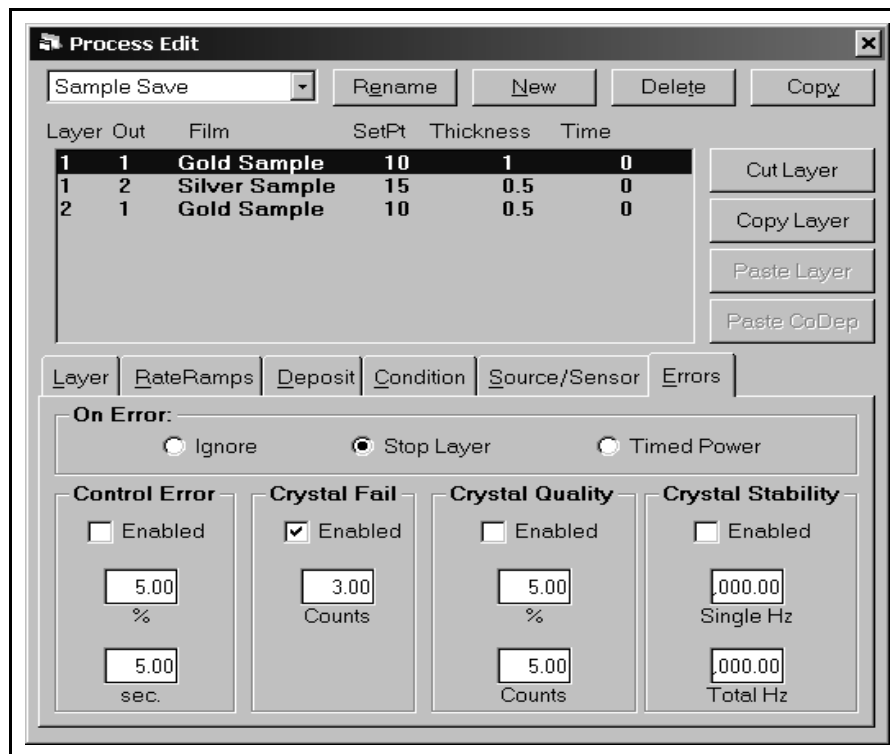 Process Edit
Sample Save Rename New Delete Copy
Layer Out Film SetPt Thickness Time
1 1 Gold Sample 10 1 0
1 2 Silver Sample 15 0.5 0
2 1 Gold Sample 10 0.5 0
Cut Layer
Copy Layer
Paste Layer
Paste CoDep
Layer RateRamps Deposit Condition Source/Sensor Errors
On Error:
Ignore Stop Layer Timed Power
Control Error Crystal Fail Crystal Quality Crystal Stability
Enabled Enabled Enabled Enabled
5.00 3.00 5.00 ,000.00
% Counts % Single Hz
5.00 5.00 ,000.00
sec. Counts Total Hz